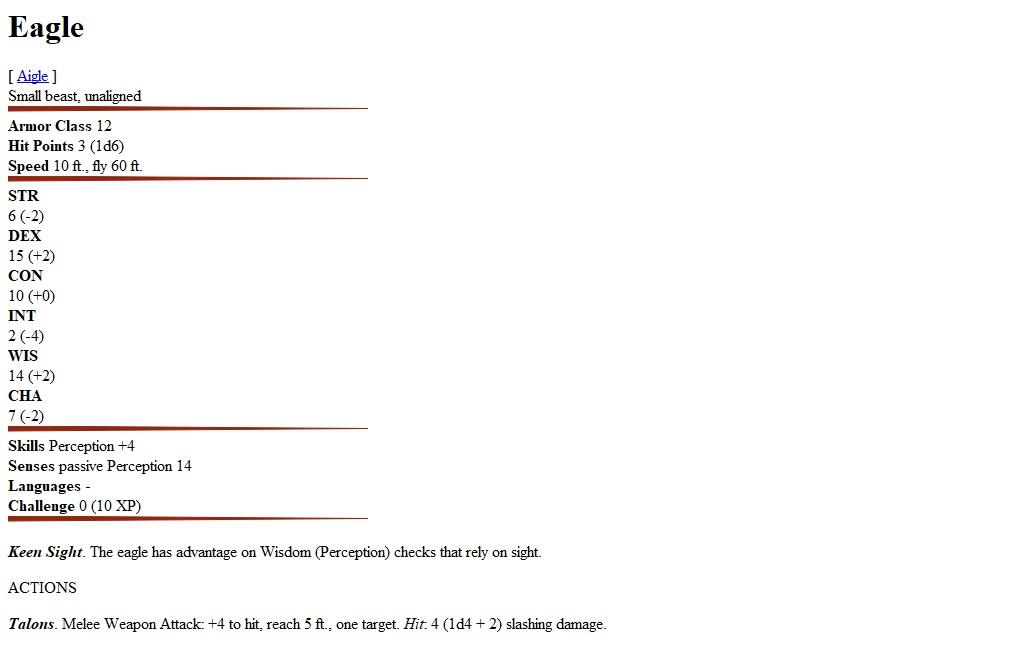 Eagle
[ Aigle ]
Small beast, unaligned
Armor Class 12
Hit Points 3 (1d6)
Speed 10 ft., fly 60 ft.
STR
6 (-2)
DEX
15 (+2)
CON
10 (+0)
INT
2 (-4)
WIS
14 (+2)
CHA
7 (-2)
Skills Perception +4
Senses passive Perception 14
Languages -
Challenge 0 (10 XP)
Keen Sight. The eagle has advantage on Wisdom (Perception) checks that rely on sight.
ACTIONS
Talons. Melee Weapon Attack: +4 to hit, reach 5 ft., one target. Hit: 4 (1d4 + 2) slashing damage.